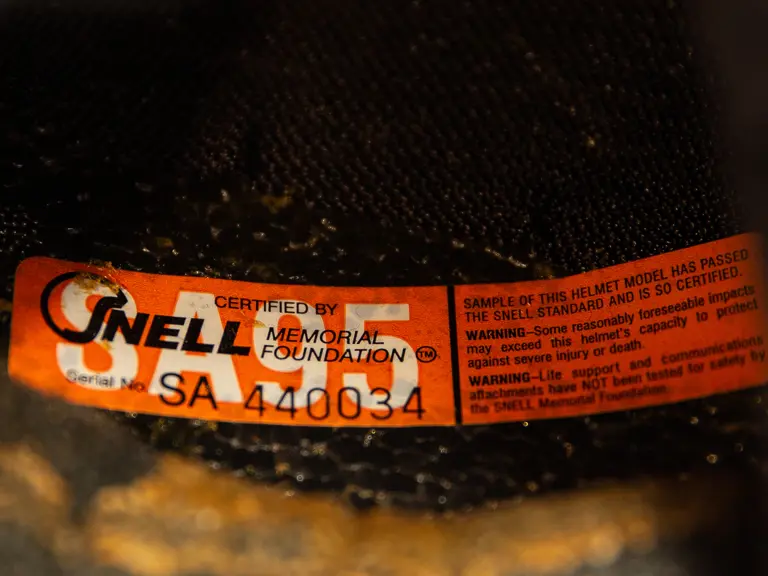 SA95
CERTIFIED BY
SNELL MEMORIAL
FOUNDATION™
Serial No. SA 440034
SAMPLE OF THIS HELMET MODEL HAS PASSED
THE SNELL STANDARD AND IS SO CERTIFIED.
WARNING–Some reasonably foreseeable impacts
may exceed this helmet's capacity to protect
against severe injury or death.
WARNING–Life support and communications
attachments have NOT been tested for safety by
the SNELL Memorial Foundation.